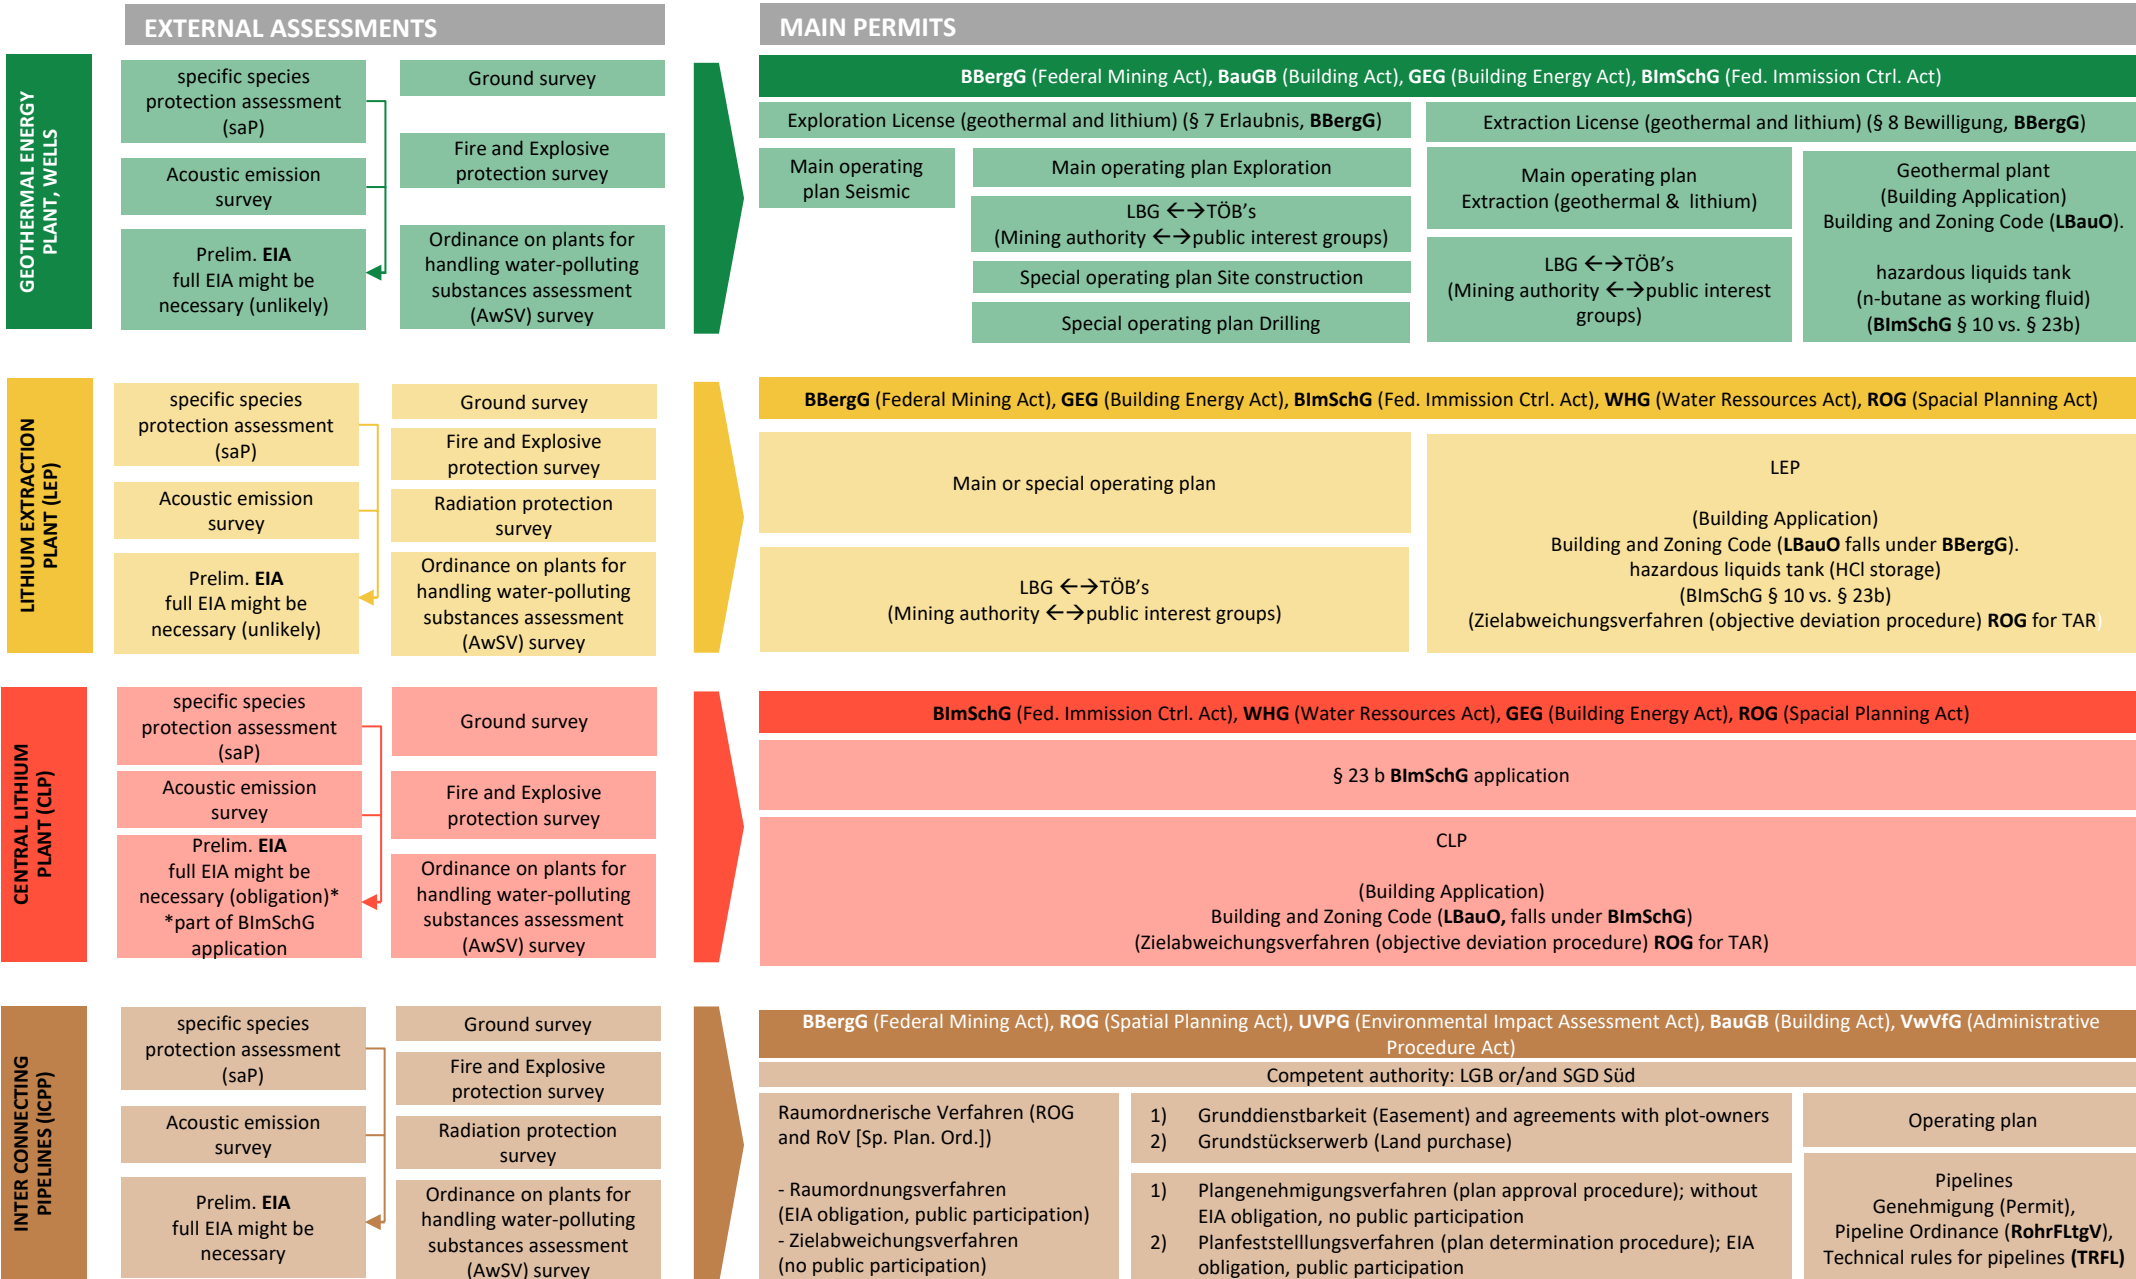 EXTERNAL ASSESSMENTS
MAIN PERMITS
GEOTHERMAL ENERGY
PLANT, WELLS
specific species
protection assessment
(saP)
Acoustic emission
survey
Prelim. EIA
full EIA might be
necessary (unlikely)
Ground survey
Fire and Explosive
protection survey
Ordinance on plants for
handling water-polluting
substances assessment
(AwSV) survey
BBergG (Federal Mining Act), BauGB (Building Act), GEG (Building Energy Act), BImSchG (Fed. Immission Ctrl. Act)
Exploration License (geothermal and lithium) (§ 7 Erlaubnis, BBergG)
Main operating
plan Seismic
Main operating plan Exploration
LBG ←→TÖB's
(Mining authority ←→public interest groups)
Special operating plan Site construction
Special operating plan Drilling
Extraction License (geothermal and lithium) (§ 8 Bewilligung, BBergG)
Main operating plan
Extraction (geothermal & lithium)
LBG ←→TÖB's
(Mining authority ←→public interest
groups)
Geothermal plant
(Building Application)
Building and Zoning Code (LBauO).
hazardous liquids tank
(n-butane as working fluid)
(BImSchG § 10 vs. § 23b)
LITHIUM EXTRACTION
PLANT (LEP)
specific species
protection assessment
(saP)
Acoustic emission
survey
Prelim. EIA
full EIA might be
necessary (unlikely)
Ground survey
Fire and Explosive
protection survey
Radiation protection
survey
Ordinance on plants for
handling water-polluting
substances assessment
(AwSV) survey
BBergG (Federal Mining Act), GEG (Building Energy Act), BImSchG (Fed. Immission Ctrl. Act), WHG (Water Ressources Act), ROG (Spacial Planning Act)
Main or special operating plan
LBG ←→TÖB's
(Mining authority ←→public interest groups)
LEP
(Building Application)
Building and Zoning Code (LBauO falls under BBergG).
hazardous liquids tank (HCl storage)
(BImSchG § 10 vs. § 23b)
(Zielabweichungsverfahren (objective deviation procedure) ROG for TAR)
CENTRAL LITHIUM
PLANT (CLP)
specific species
protection assessment
(saP)
Acoustic emission
survey
Prelim. EIA
full EIA might be
necessary (obligation)*
*part of BImSchG
application
Ground survey
Fire and Explosive
protection survey
Ordinance on plants for
handling water-polluting
substances assessment
(AwSV) survey
BImSchG (Fed. Immission Ctrl. Act), WHG (Water Ressources Act), GEG (Building Energy Act), ROG (Spacial Planning Act)
§ 23 b BImSchG application
CLP
(Building Application)
Building and Zoning Code (LBauO, falls under BImSchG)
(Zielabweichungsverfahren (objective deviation procedure) ROG for TAR)
INTER CONNECTING
PIPELINES (ICPP)
specific species
protection assessment
(saP)
Acoustic emission
survey
Prelim. EIA
full EIA might be
necessary
Ground survey
Fire and Explosive
protection survey
Radiation protection
survey
Ordinance on plants for
handling water-polluting
substances assessment
(AwSV) survey
BBergG (Federal Mining Act), ROG (Spatial Planning Act), UVPG (Environmental Impact Assessment Act), BauGB (Building Act), VwVfG (Administrative
Procedure Act)
Competent authority: LGB or/and SGD Süd
Raumordnerische Verfahren (ROG
and RoV [Sp. Plan. Ord.])
- Raumordnungsverfahren
(EIA obligation, public participation)
- Zielabweichungsverfahren
(no public participation)
1) Grunddienstbarkeit (Easement) and agreements with plot-owners
2) Grundstückserwerb (Land purchase)
1) Plangenehmigungsverfahren (plan approval procedure); without
EIA obligation, no public participation
2) Planfeststelllungsverfahren (plan determination procedure); EIA
obligation, public participation
Operating plan
Pipelines
Genehmigung (Permit),
Pipeline Ordinance (RohrFLtgV),
Technical rules for pipelines (TRFL)